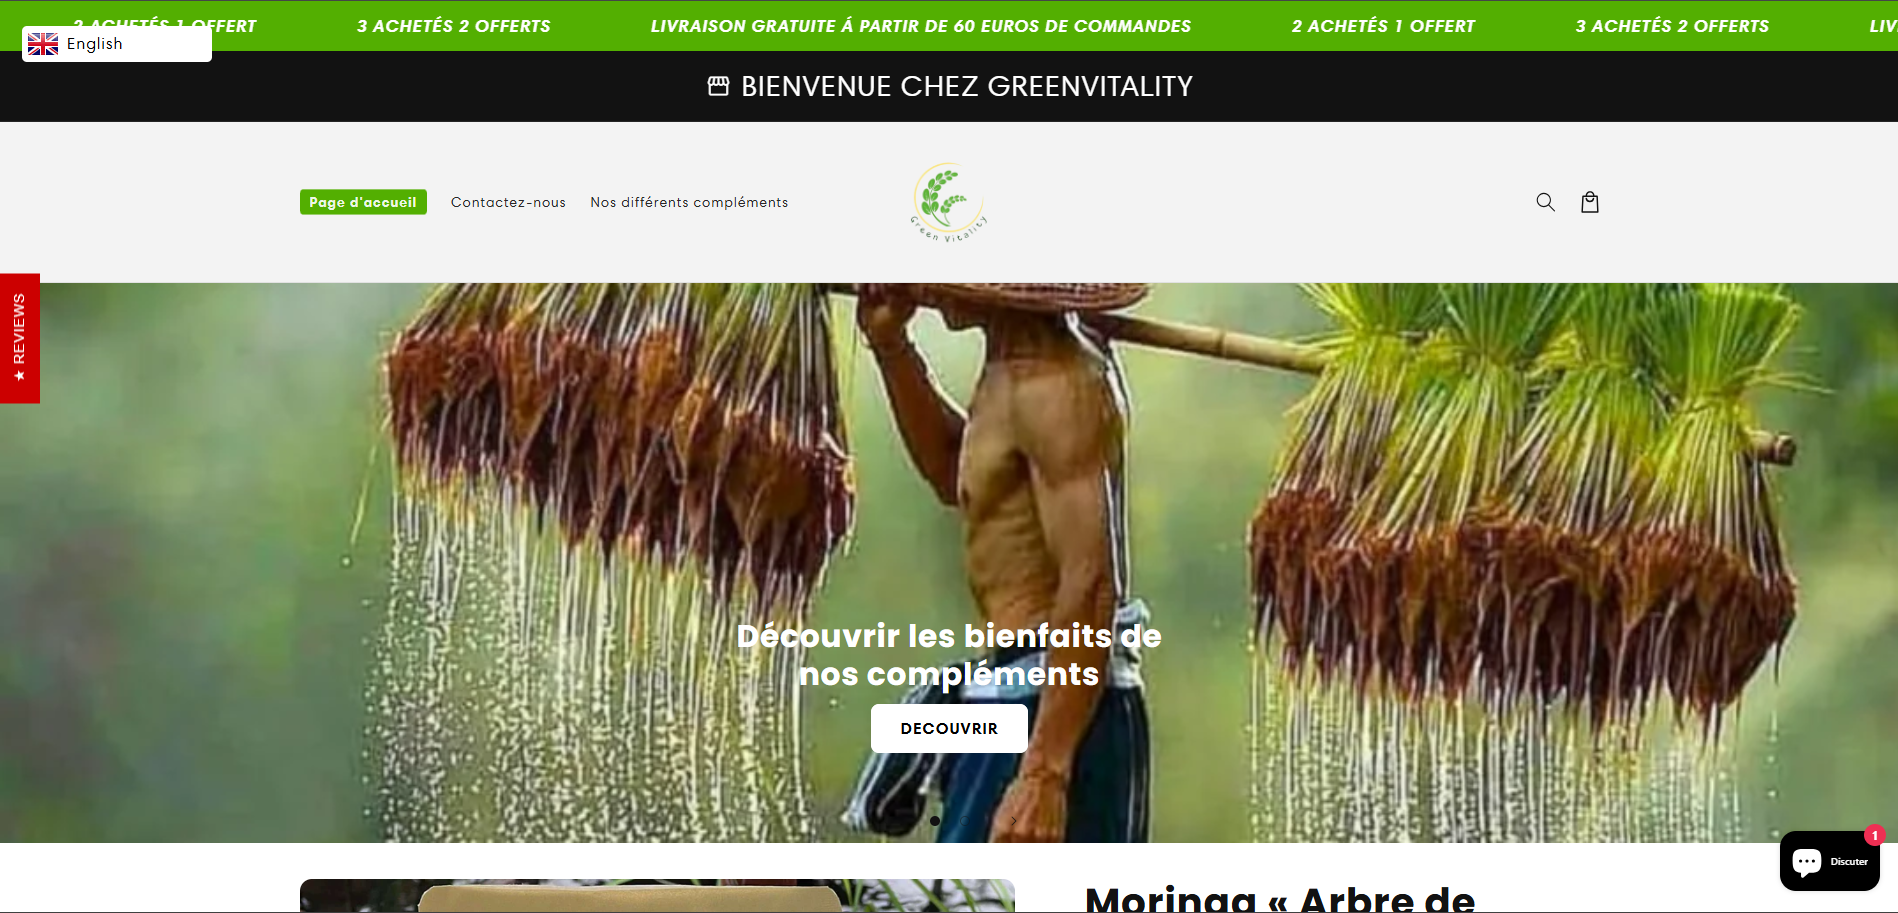 2 ACHETÉS 1 OFFERT 3 ACHETÉS 2 OFFERTS LIVRAISON GRATUITE Á PARTIR DE 60 EUROS DE COMMANDES 2 ACHETÉS 1 OFFERT 3 ACHETÉS 2 OFFERTS
English
BIENVENUE CHEZ GREENVITALITY
Page d'accueil Contactez-nous Nos différents compléments
Green Vitality
★ REVIEWS
Découvrir les bienfaits de
nos compléments
DECOUVRIR
1
Discuter
Moringa « Arbre de